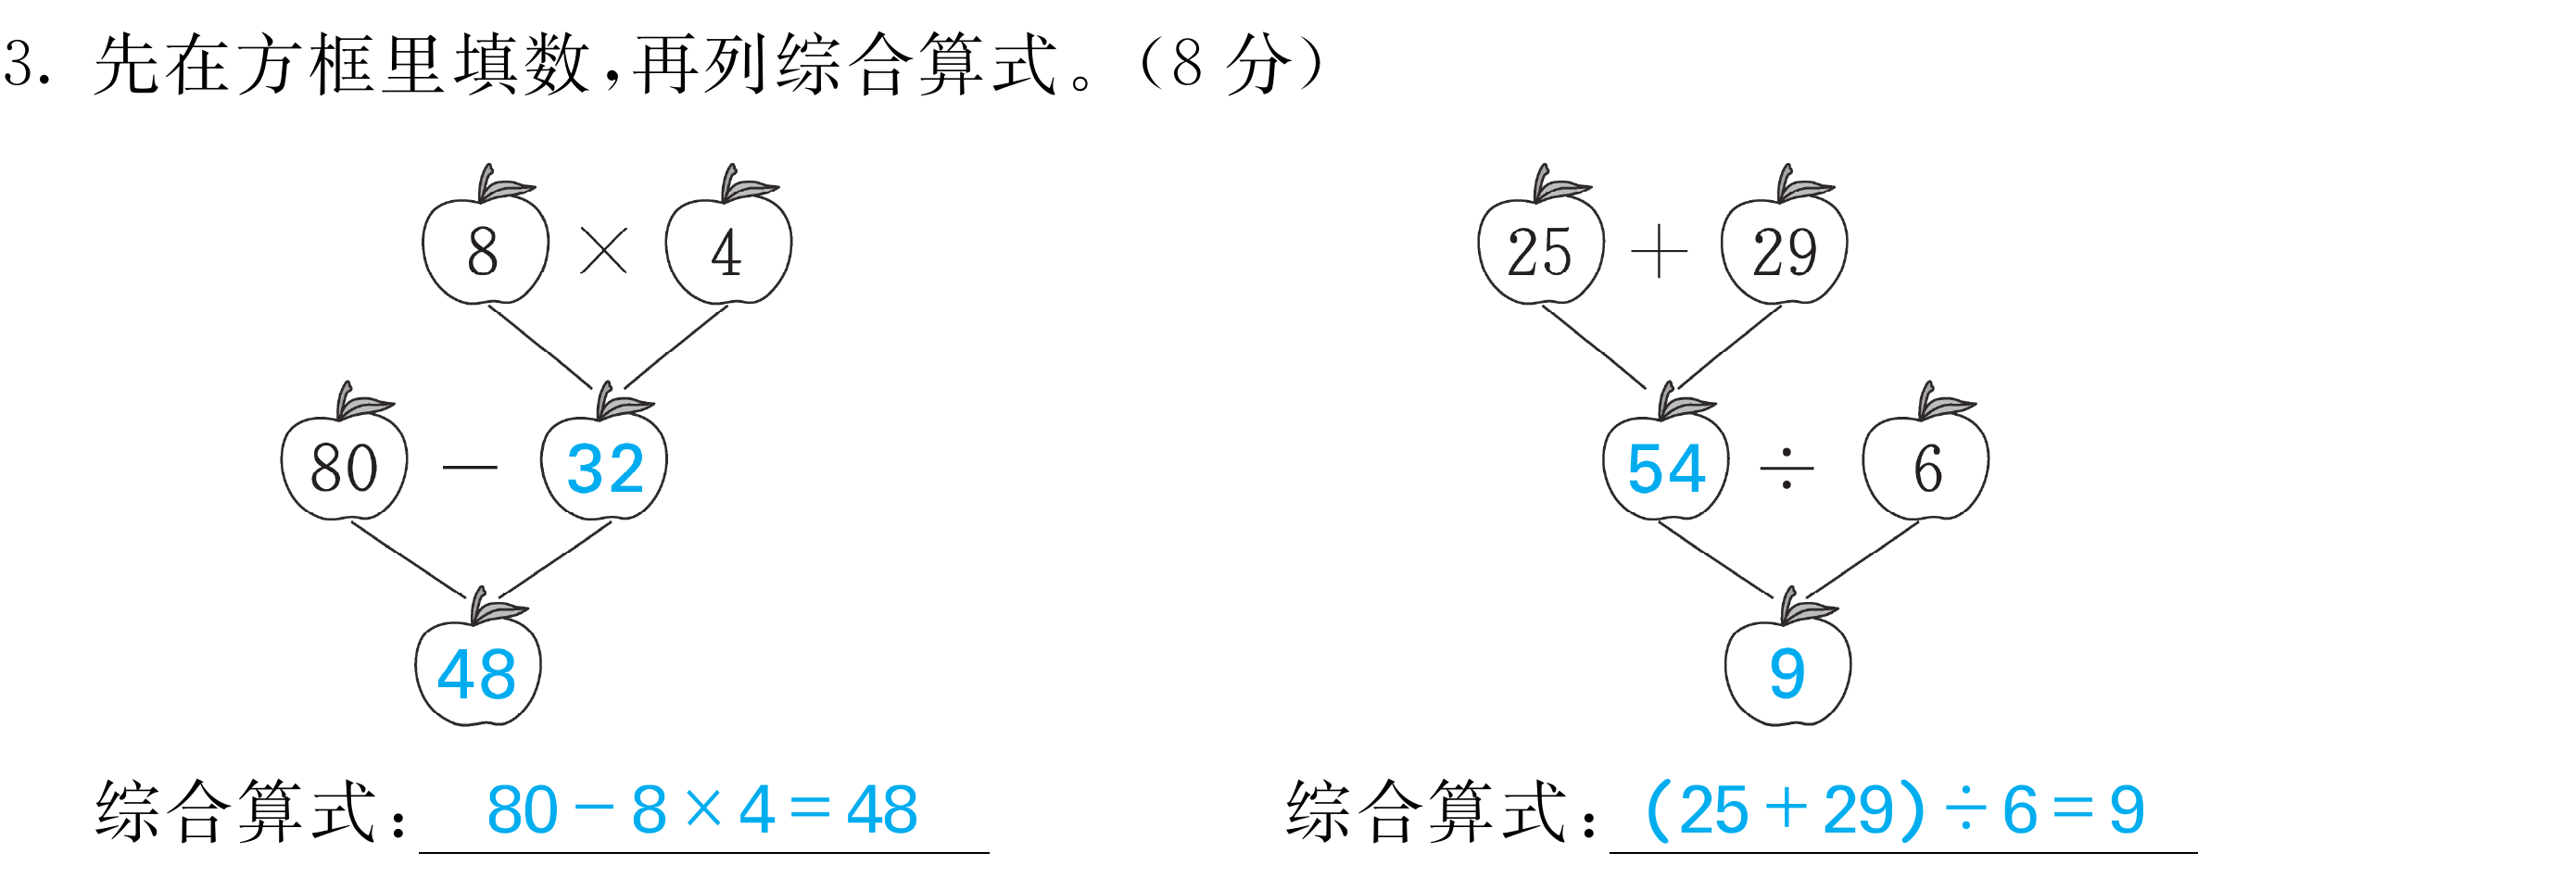 3. 先在方框里填数,再列综合算式。(8 分)
8 × 4 25 + 29
80 − 32 54 ÷ 6
48 9
综合算式: 80 − 8 × 4 = 48 综合算式: (25 + 29) ÷ 6 = 9